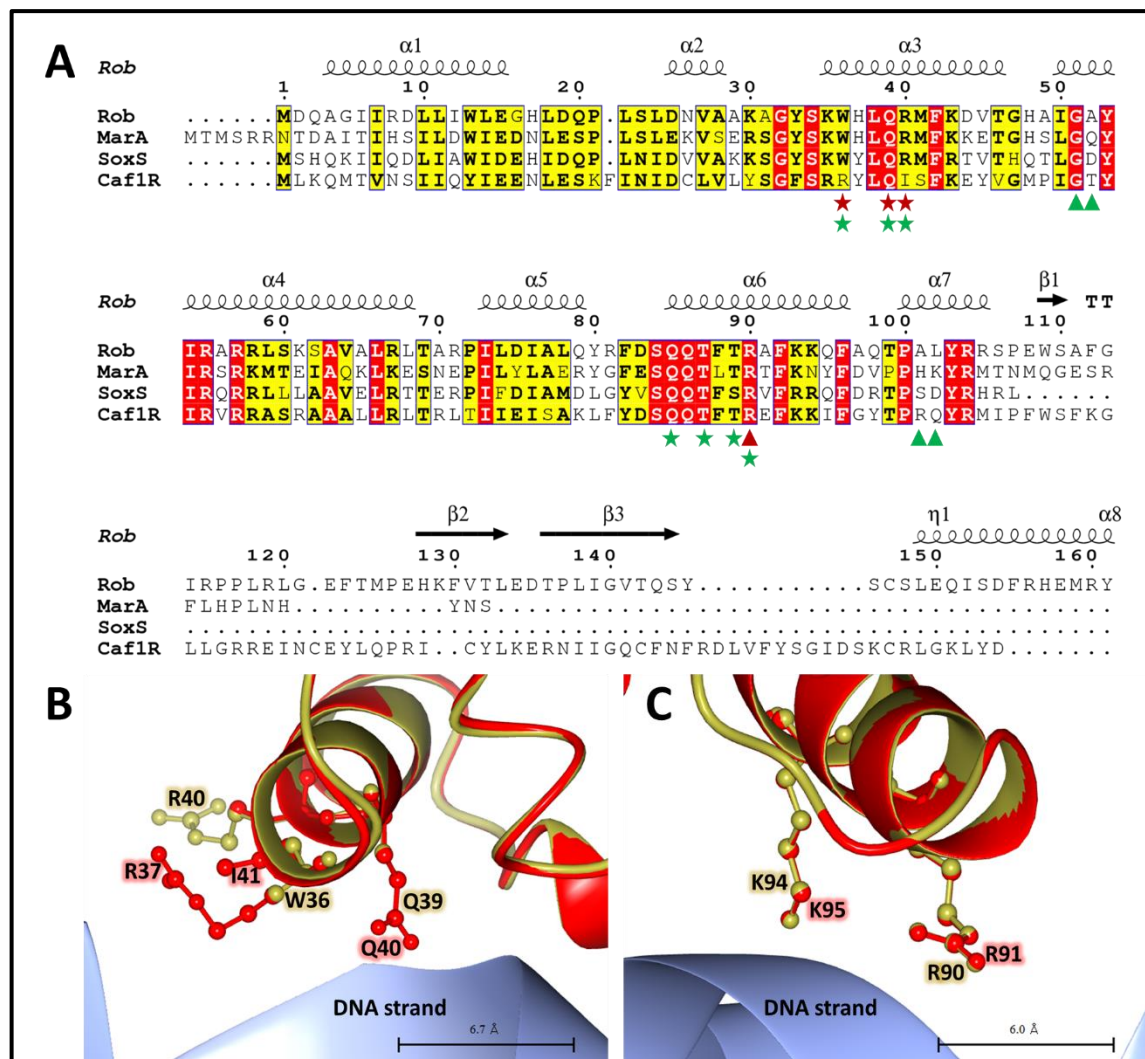 A
Rob α1 α2 α3
1 10 20 30 40 50
Rob ......MDQAGIIRDLLIWLEGHLDQP.LSLDNVAAKAGYSKWHLQRMFKDVTGHAIGAY
MarA MTMSRRNTDAITIHSILDWIEDNLESP.LSLEKVSERSGYSKWHLQRMFKKETGHSLGQY
SoxS ......MSHQKIIQDLIAWIDEHIDQP.LNIDVVAKKSGYSKWYLQRMFRTVTHQTLGDY
Caf1R ......MLKQMTVNSIIQYIEENLESKFINIDCLVLYSGFSRRYLQISFKEYVGMPIGTY
Rob α4 α5 α6 α7 β1 TT
60 70 80 90 100 110
Rob IRARRLSKSAVALRLTARPILDIALQYRFDSQQTFTRAFKKQFAQTPALYRRSPEWSAFG
MarA IRSRKMTEIAQKLKESNEPILYLAERYGFESQQTLTRTFKNYFDVPPHKYRMTNMQGESR
SoxS IRQRRLLLAAVELRTTERPIFDIAMDLGYVSQQTFSRVFRRQFDRTPSDYRHRL......
Caf1R IRVRRASRAAALLRLTRLTIIEISAKLFYDSQQTFTREFKKIFGYTPRQYRMIPFWSFKG
Rob β2 β3 η1 α8
120 130 140 150 160
Rob IRPPLRLG.EFTMPEHKFVTLEDTPLIGVTQSY...........SCSLEQISDFRHEMRY
MarA FLHPLNH..........YNS........................................
SoxS ............................................................
Caf1R LLGRREINCEYLQPRI..CYLKERNIIGQCFNFRDLVFYSGIDSKCRLGKLYD.......
B
R40
R37
I41
W36
Q39
Q40
DNA strand
6.7 Å
C
K94
K95
R91
R90
DNA strand
6.0 Å